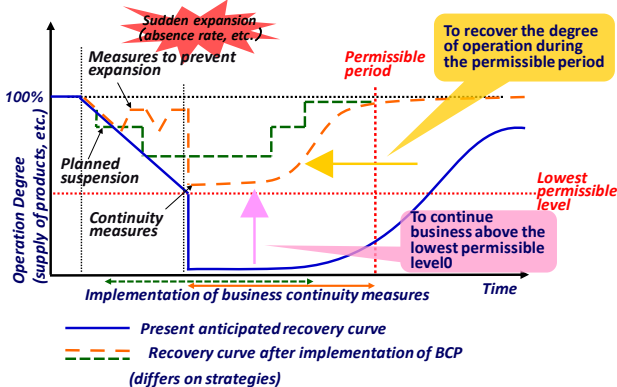 Sudden expansion
(absence rate, etc.)
To recover the degree
of operation during
the permissible period
Measures to prevent
expansion
Permissible
period
100%
Planned
suspension
Continuity
measures
Lowest
permissible
level
To continue
business above the
lowest permissible
level0
Operation Degree
(supply of products, etc.)
Implementation of business continuity measures
Time
Present anticipated recovery curve
Recovery curve after implementation of BCP
(differs on strategies)